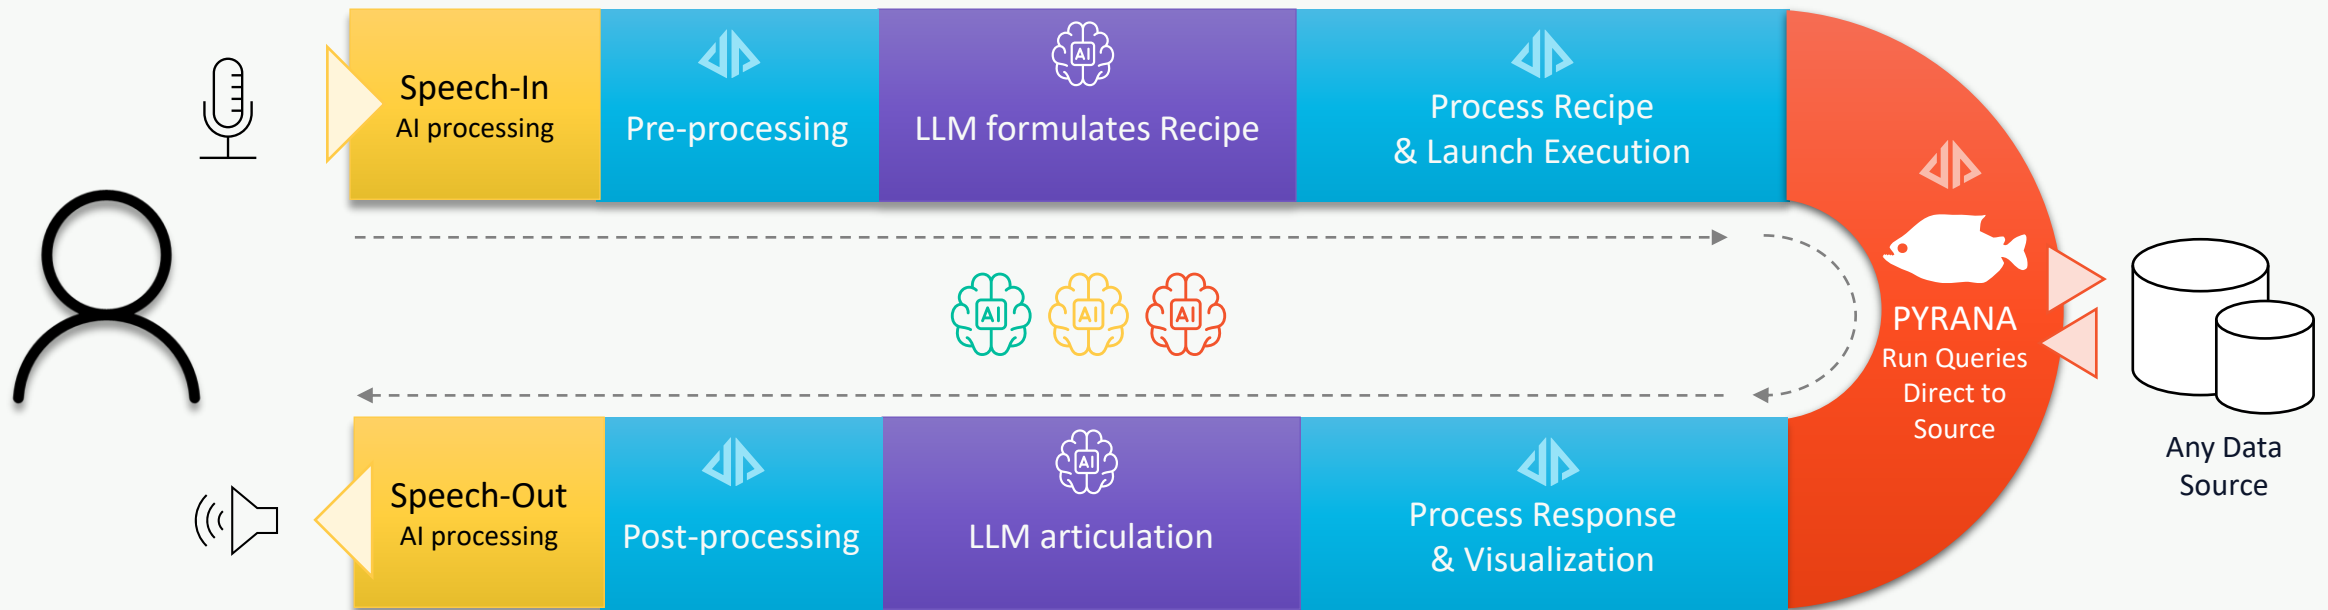 Speech-In
AI processing
Pre-processing
AI
LLM formulates Recipe
Process Recipe
& Launch Execution
AI
AI
AI
PYRANA
Run Queries
Direct to
Source
Any Data
Source
Speech-Out
AI processing
Post-processing
AI
LLM articulation
Process Response
& Visualization